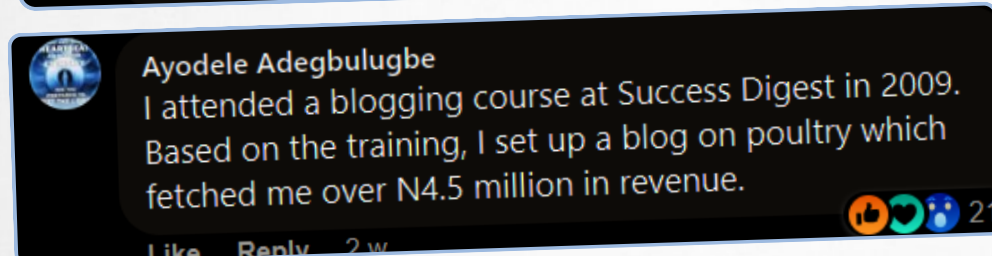 Ayodele Adegbulugbe
I attended a blogging course at Success Digest in 2009.
Based on the training, I set up a blog on poultry which
fetched me over N4.5 million in revenue.
Like Reply 2 w